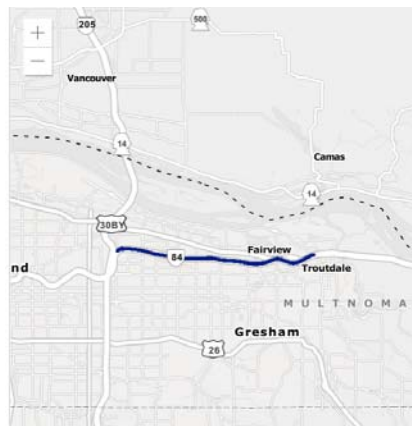 205
500
+
−
Vancouver
14
Camas
14
30BY
Fairview
nd
84
Troutdale
MULTNOMA
Gresham
26